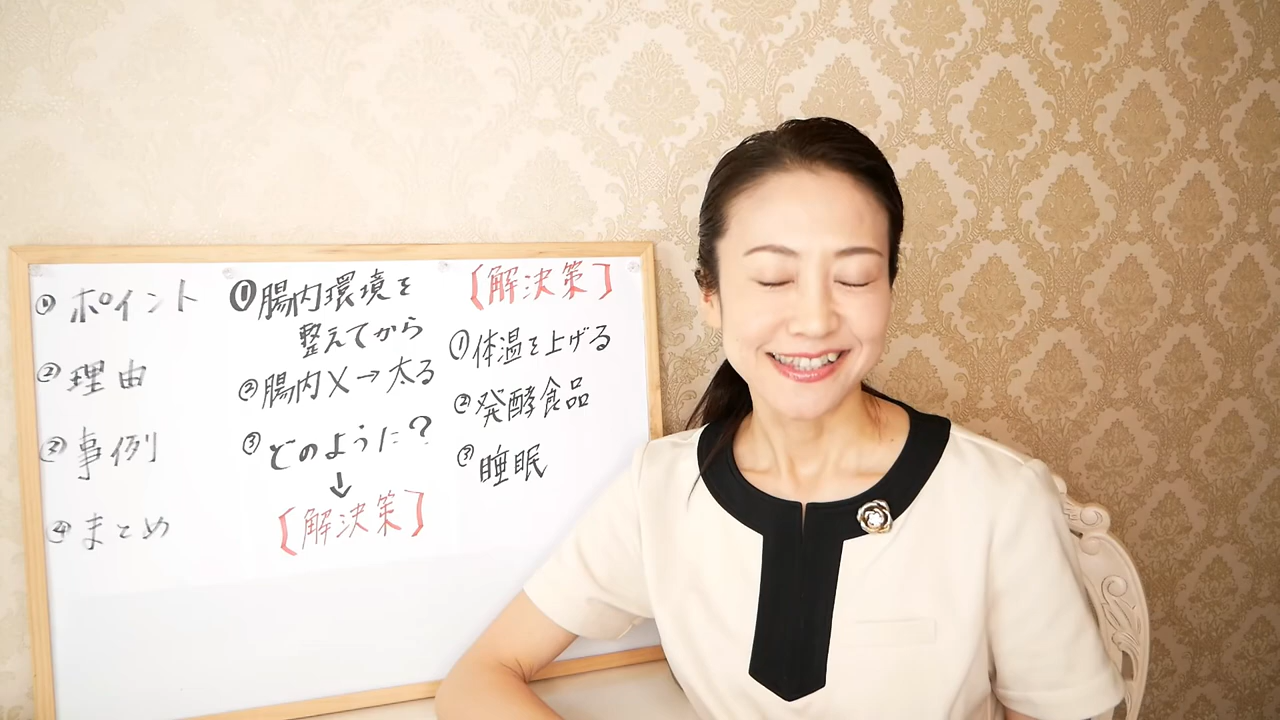 ① ポイント
② 理由
③ 事例
④ まとめ
① 腸内環境を
整えてから
② 腸内×→太る
③ どのように?
↓
【解決策】
【解決策】
① 体温を上げる
② 発酵食品
③ 睡眠